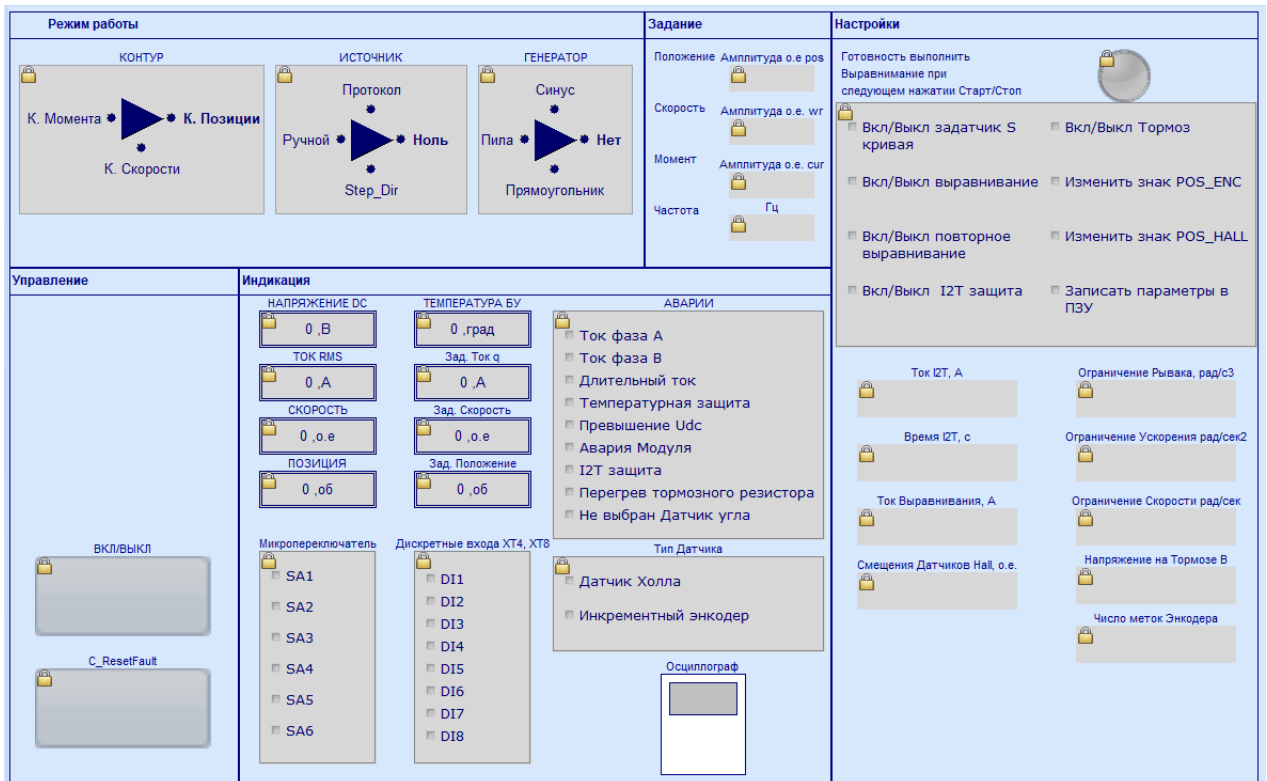 Режим работы
КОНТУР
К. Момента
К. Позиции
К. Скорости
ИСТОЧНИК
Протокол
Ручной
Ноль
Step_Dir
ГЕНЕРАТОР
Синус
Пила
Нет
Прямоугольник
Задание
Положение Амплитуда о.е pos
Скорость Амплитуда о.е. wr
Момент Амплитуда о.е. cur
Частота Гц
Настройки
Готовность выполнить
Выравнимание при
следующем нажатии Старт/Стоп
Вкл/Выкл задатчик S
кривая
Вкл/Выкл Тормоз
Вкл/Выкл выравнивание
Изменить знак POS_ENC
Вкл/Выкл повторное
выравнивание
Изменить знак POS_HALL
Вкл/Выкл I2T защита
Записать параметры в
ПЗУ
Ток I2T, А
Ограничение Рывака, рад/с3
Время I2T, с
Ограничение Ускорения рад/сек2
Ток Выравнивания, А
Ограничение Скорости рад/сек
Смещения Датчиков Hall, о.е.
Напряжение на Тормозе В
Число меток Энкодера
Управление
ВКЛ/ВЫКЛ
C_ResetFault
Индикация
НАПРЯЖЕНИЕ DC
0 ,В
ТЕМПЕРАТУРА БУ
0 ,град
ТОК RMS
0 ,А
Зад. Ток q
0 ,А
СКОРОСТЬ
0 ,о.е
Зад. Скорость
0 ,о.е
ПОЗИЦИЯ
0 ,об
Зад. Положение
0 ,об
АВАРИИ
Ток фаза А
Ток фаза В
Длительный ток
Температурная защита
Превышение Udc
Авария Модуля
I2T защита
Перегрев тормозного резистора
Не выбран Датчик угла
Микропереключатель
SA1
SA2
SA3
SA4
SA5
SA6
Дискретные входа XT4, XT8
DI1
DI2
DI3
DI4
DI5
DI6
DI7
DI8
Тип Датчика
Датчик Холла
Инкрементный энкодер
Осциллограф